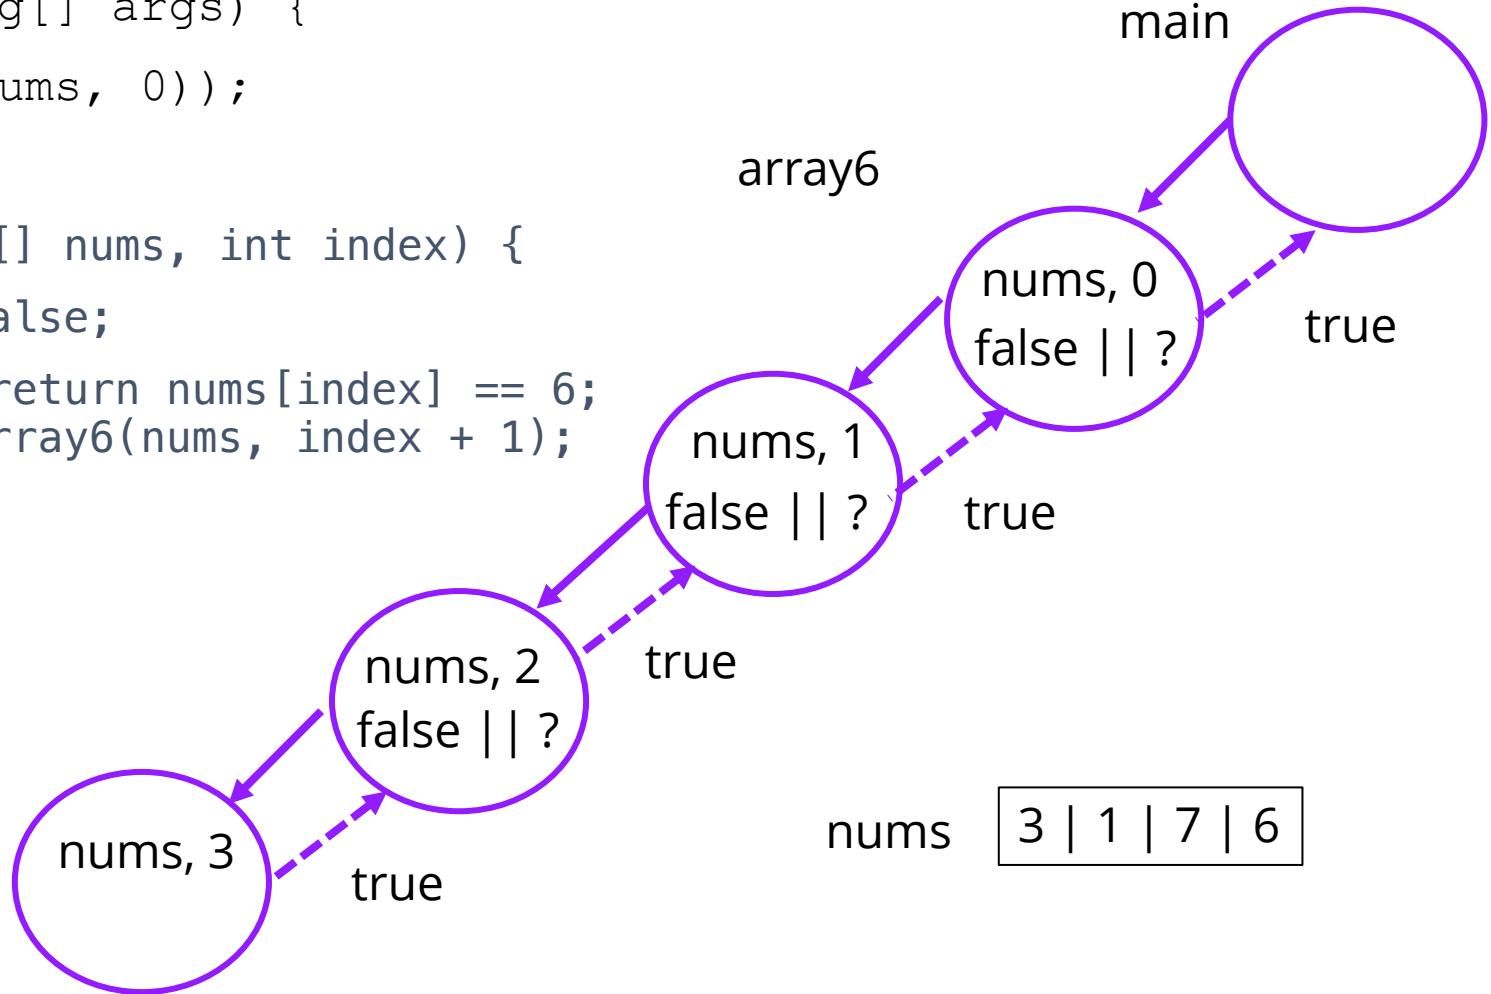 g[] args) {
ums, 0));
[] nums, int index) {
alse;
return nums[index] == 6;
rray6(nums, index + 1);
main
array6
nums, 0
false || ?
true
nums, 1
false || ?
true
nums, 2
false || ?
true
nums, 3
true
nums
3 | 1 | 7 | 6